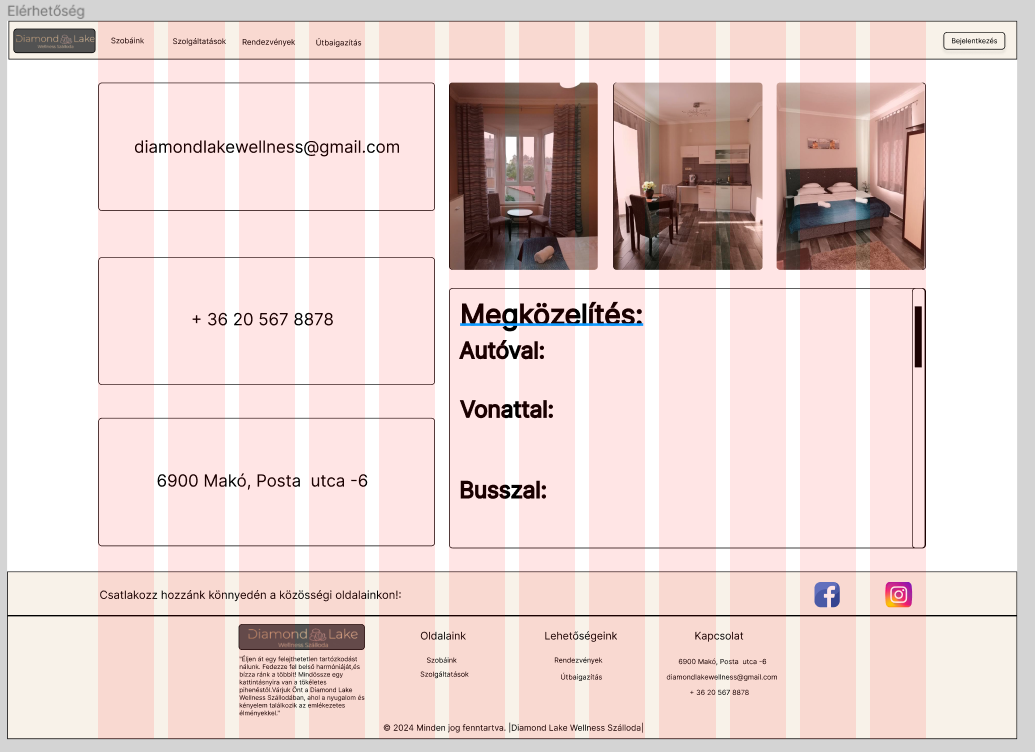 Elérhetőség
Diamond Lake
Wellness Szálloda
Szobáink
Szolgáltatások
Rendezvények
Útbaigazítás
Bejelentkezés
diamondlakewellness@gmail.com
+ 36 20 567 8878
6900 Makó, Posta  utca -6
Megközelítés:
Autóval:
Vonattal:
Busszal:
Csatlakozz hozzánk könnyedén a közösségi oldalainkon!:
Diamond Lake
Wellness Szálloda
"Éljen át egy felejthetetlen tartózkodást
nálunk. Fedezze fel belső harmóniáját,és
bízza ránk a többit! Mindössze egy
kattintásnyira van a tökéletes
pihenéstől.Várjuk Önt a Diamond Lake
Wellness Szállodában, ahol a nyugalom és
kényelem találkozik az emlékezetes
élményekkel."
Oldalaink
Szobáink
Szolgáltatások
Lehetőségeink
Rendezvények
Útbaigazítás
Kapcsolat
6900 Makó, Posta  utca -6
diamondlakewellness@gmail.com
+ 36 20 567 8878
© 2024 Minden jog fenntartva. |Diamond Lake Wellness Szálloda|